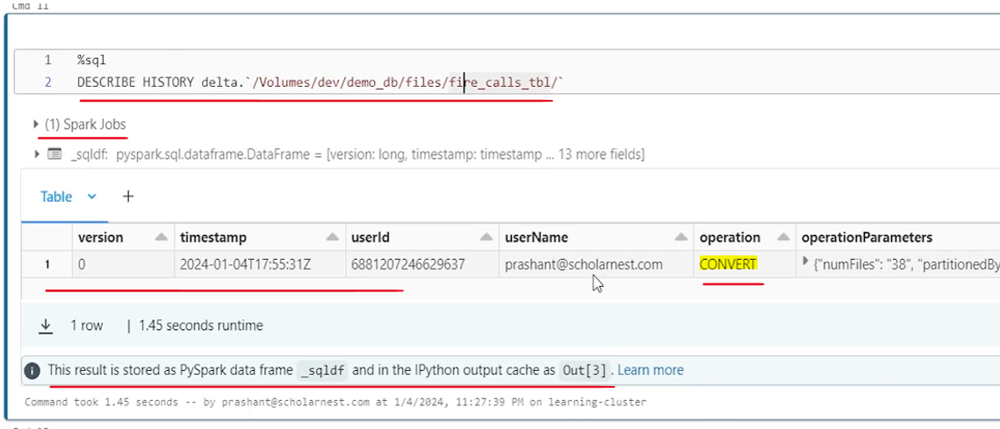 Cmd 11
1 %sql
2 DESCRIBE HISTORY delta.`/Volumes/dev/demo_db/files/fire_calls_tbl/`
(1) Spark Jobs
_sqldf: pyspark.sql.dataframe.DataFrame = [version: long, timestamp: timestamp ... 13 more fields]
Table +
version timestamp userId userName operation operationParameters
1 0 2024-01-04T17:55:31Z 6881207246629637 prashant@scholarnest.com CONVERT {"numFiles": "38", "partitionedBy
1 row | 1.45 seconds runtime
This result is stored as PySpark data frame _sqldf and in the IPython output cache as Out[3]. Learn more
Command took 1.45 seconds -- by prashant@scholarnest.com at 1/4/2024, 11:27:39 PM on learning-cluster